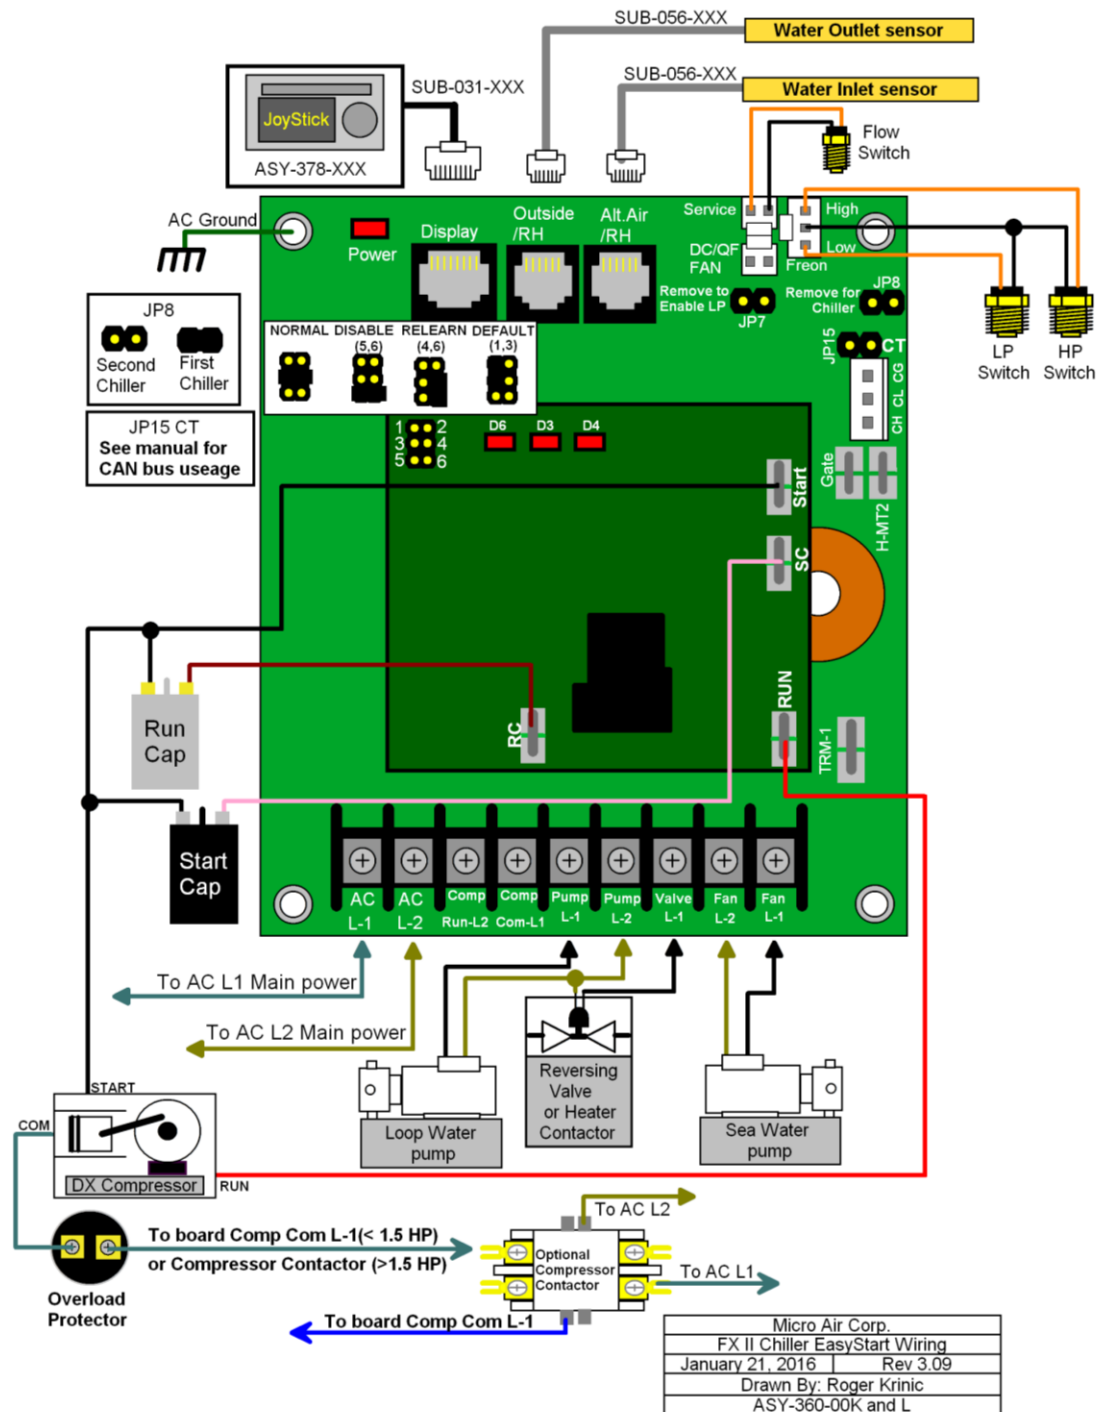 SUB-056-XXX
Water Outlet sensor
SUB-056-XXX
Water Inlet sensor
SUB-031-XXX
JoyStick
ASY-378-XXX
Flow
Switch
AC Ground
Power
Display
Outside
/RH
Alt.Air
/RH
Service
High
DC/QF
FAN
Low
Freon
Remove to
Enable LP
JP7
Remove for
Chiller
JP8
JP15
CT
CG
CL
CH
LP
Switch
HP
Switch
JP8
Second
Chiller
First
Chiller
JP15 CT
See manual for
CAN bus useage
NORMAL DISABLE RELEARN DEFAULT
(5,6) (4,6) (1,3)
1 2
3 4
5 6
D6 D3 D4
Start
Gate
H-MT2
SC
RUN
RC
TRM-1
Run
Cap
Start
Cap
AC
L-1
AC
L-2
Comp
Run-L2
Comp
Com-L1
Pump
L-1
Pump
L-2
Valve
L-1
Fan
L-2
Fan
L-1
To AC L1 Main power
To AC L2 Main power
START
COM
DX Compressor
RUN
Loop Water
pump
Reversing
Valve
or Heater
Contactor
Sea Water
pump
Overload
Protector
To board Comp Com L-1(< 1.5 HP)
or Compressor Contactor (>1.5 HP)
To AC L2
Optional
Compressor
Contactor
To AC L1
To board Comp Com L-1
Micro Air Corp.
FX II Chiller EasyStart Wiring
January 21, 2016 Rev 3.09
Drawn By: Roger Krinic
ASY-360-00K and L